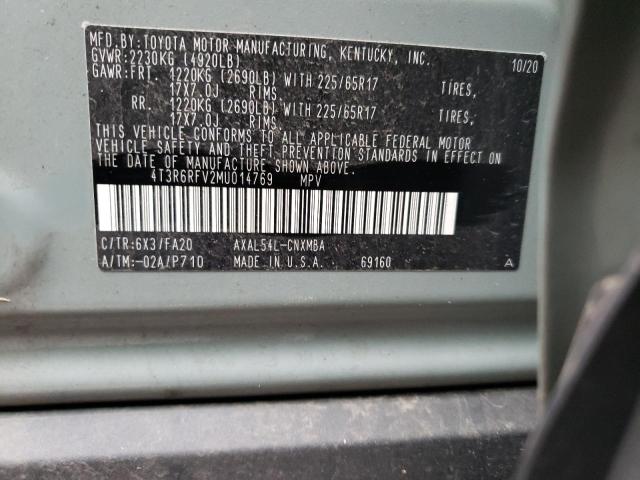 MFD.BY:TOYOTA MOTOR MANUFACTURING, KENTUCKY, INC.
GVWR:2230KG (4920LB) 10/20
GAWR:FRT. 1220KG (2690LB) WITH 225/65R17 TIRES,
17X7.0J RIMS,
RR. 1220KG (2690LB) WITH 225/65R17 TIRES,
17X7.0J RIMS.
THIS VEHICLE CONFORMS TO ALL APPLICABLE FEDERAL MOTOR
VEHICLE SAFETY AND THEFT PREVENTION STANDARDS IN EFFECT ON
THE DATE OF MANUFACTURE SHOWN ABOVE.
4T3R6RFV2MU014769 MPV
C/TR:6X3/FA20 AXAL54L-CNXMBA
A/TM:-02A/P710 MADE IN U.S.A. 69160 A